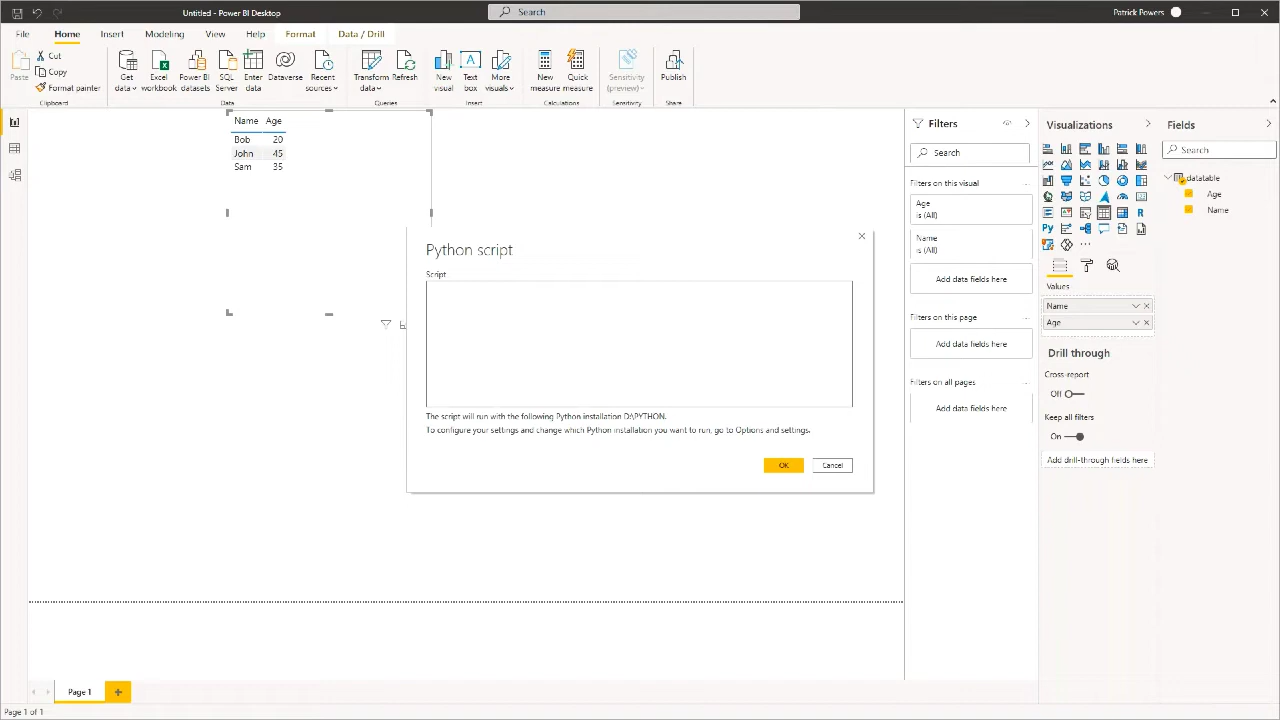 Untitled - Power BI Desktop
Search
Patrick Powers
File Home Insert Modeling View Help Format Data / Drill
Paste
Cut
Copy
Format painter
Clipboard
Get data
Excel workbook
Power BI datasets
SQL Server
Enter data
Dataverse
Recent sources
Data
Transform data
Refresh
Queries
New visual
Text box
More visuals
Insert
New measure
Quick measure
Calculations
Sensitivity (preview)
Sensitivity
Publish
Share
Name Age
Bob 20
John 45
Sam 35
Python script
Script
The script will run with the following Python installation D:\PYTHON.
To configure your settings and change which Python installation you want to run, go to Options and settings.
OK
Cancel
Filters
Search
Filters on this visual
Age
is (All)
Name
is (All)
Add data fields here
Filters on this page
Add data fields here
Filters on all pages
Add data fields here
Visualizations
R
Py
Values
Name
Age
Drill through
Cross-report
Off
Keep all filters
On
Add drill-through fields here
Fields
Search
datatable
Age
Name
Page 1
Page 1 of 1